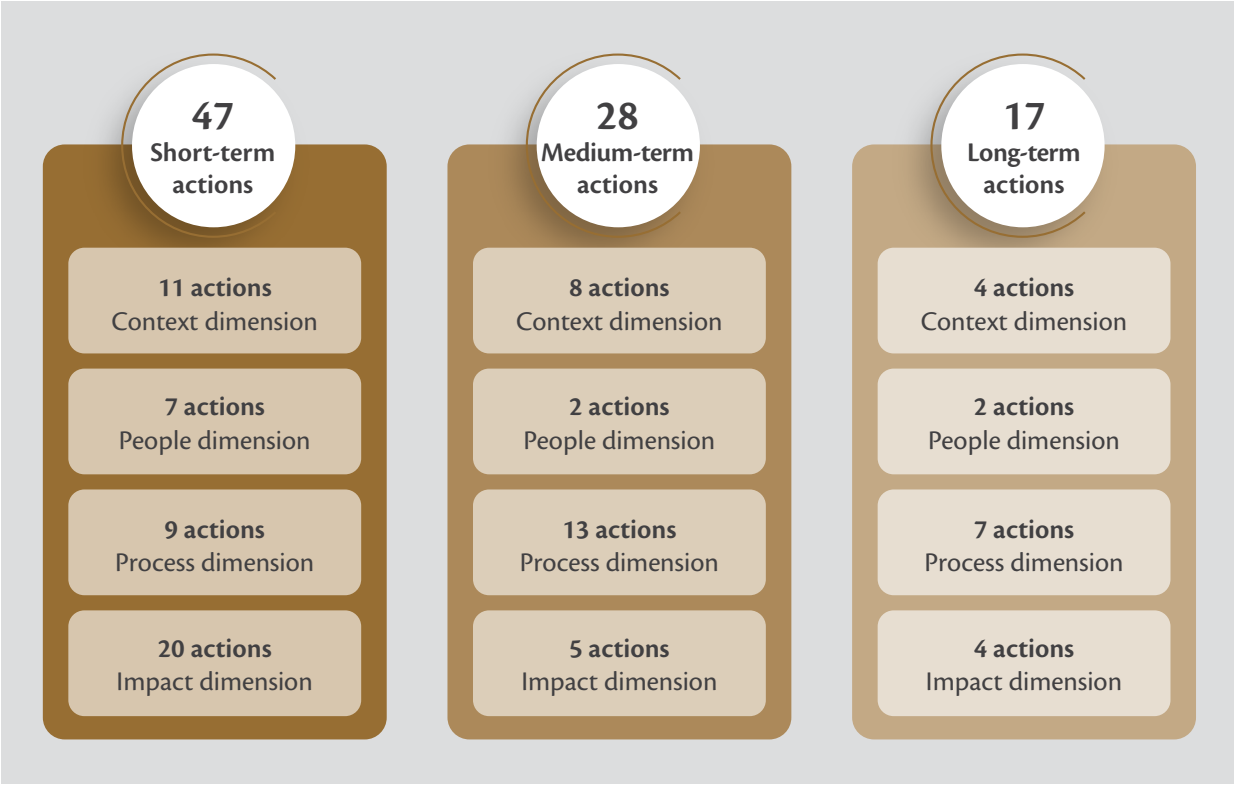 47
Short-term
actions
11 actions
Context dimension
7 actions
People dimension
9 actions
Process dimension
20 actions
Impact dimension
28
Medium-term
actions
8 actions
Context dimension
2 actions
People dimension
13 actions
Process dimension
5 actions
Impact dimension
17
Long-term
actions
4 actions
Context dimension
2 actions
People dimension
7 actions
Process dimension
4 actions
Impact dimension